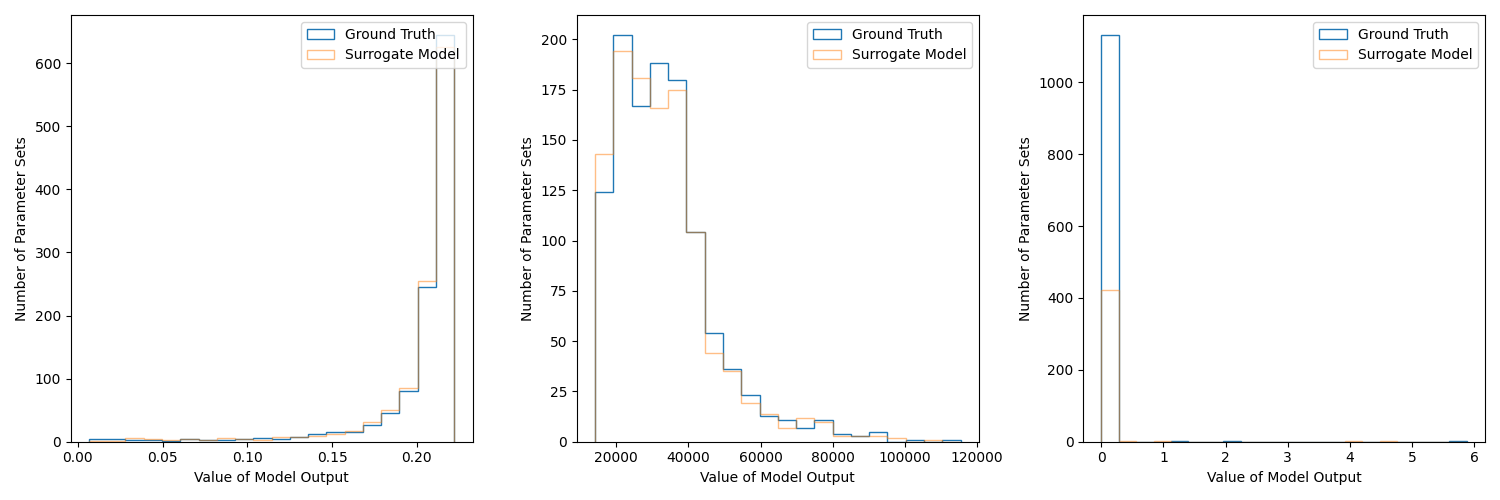 Ground Truth
Surrogate Model
Number of Parameter Sets
600
500
400
300
200
100
0
0.00 0.05 0.10 0.15 0.20
Value of Model Output
Ground Truth
Surrogate Model
Number of Parameter Sets
200
175
150
125
100
75
50
25
0
20000 40000 60000 80000 100000 120000
Value of Model Output
Ground Truth
Surrogate Model
Number of Parameter Sets
1000
800
600
400
200
0
0 1 2 3 4 5 6
Value of Model Output